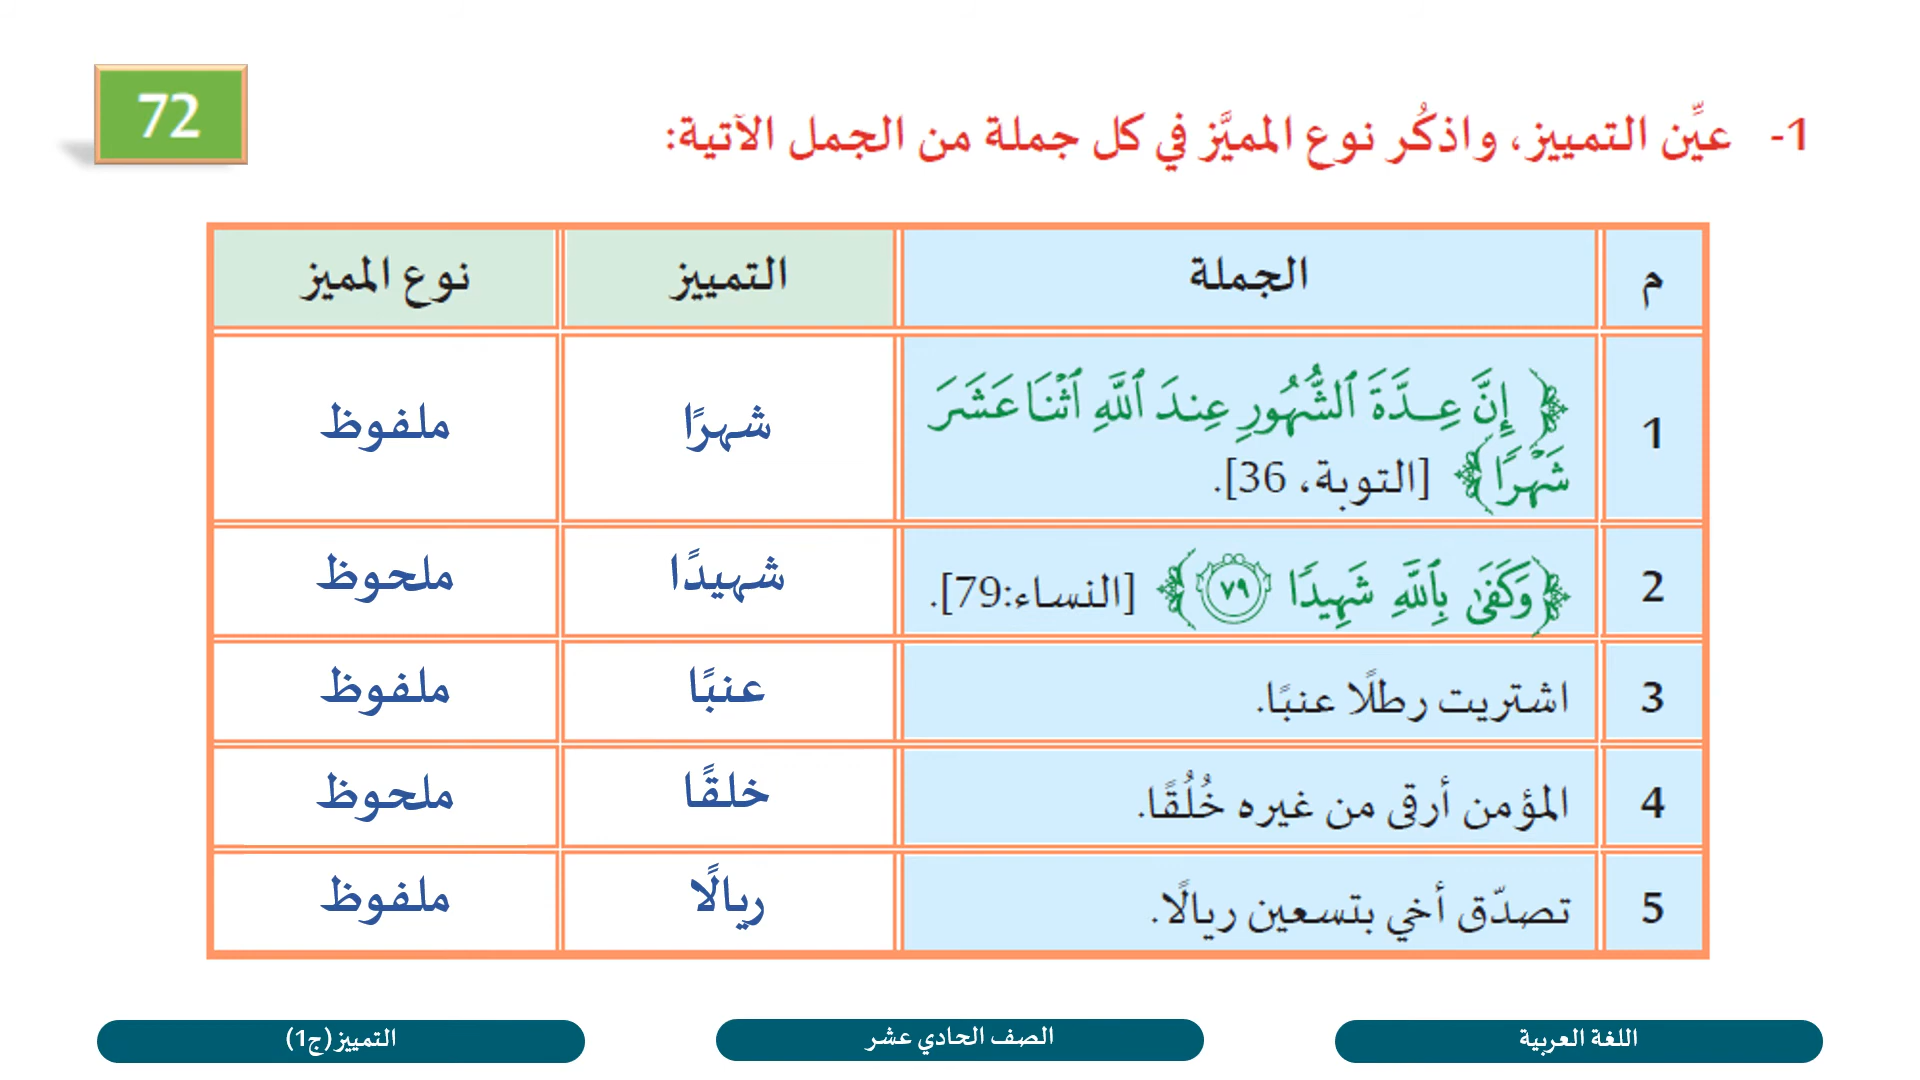 72
1- عيِّن التمييز، واذكُر نوع المميَّز في كل جملة من الجمل الآتية:
م الجملة التمييز نوع المميز
1 ﴿إِنَّ عِدَّةَ ٱلشُّهُورِ عِندَ ٱللَّهِ ٱثْنَا عَشَرَ شهرًا ملفوظ
شَهْرًا﴾ [التوبة، 36].
2 ﴿وَكَفَىٰ بِٱللَّهِ شَهِيدًا ٧٩﴾ [النساء:79]. شهيدًا ملحوظ
3 اشتريت رطلًا عنبًا. عنبًا ملفوظ
4 المؤمن أرقى من غيره خُلُقًا. خلقًا ملحوظ
5 تصدّق أخي بتسعين ريالًا. ريالًا ملفوظ
اللغة العربية الصف الحادي عشر التمييز (ج1)